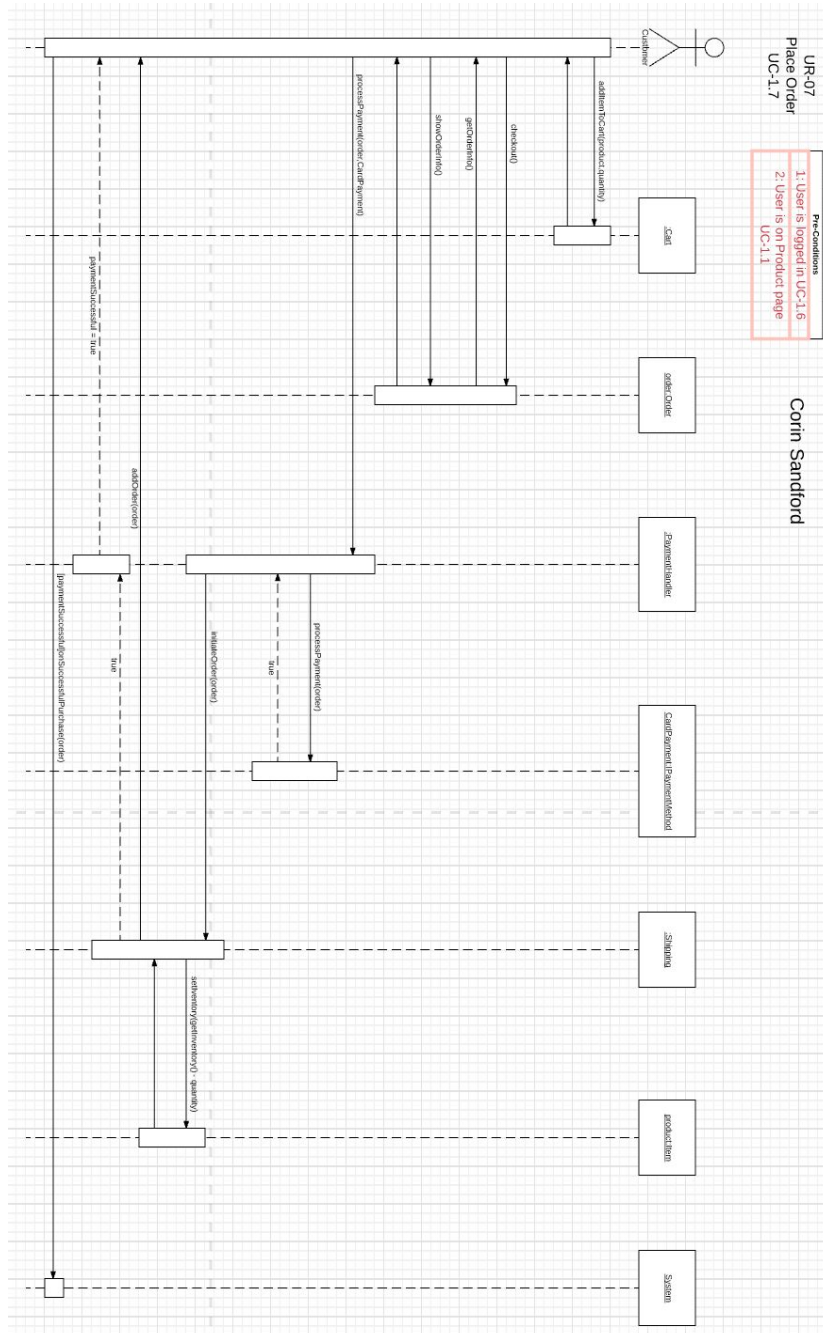 UR-07
Place Order
UC-1.7
Pre-Conditions
1: User is logged in UC-1.6
2: User is on Product page
UC-1.1
Corin Sandford
Customer
:Cart
order:Order
:PaymentHandler
CardPayment:PaymentMethod
:Shipping
product:Item
System
addItemToCart(product,quantity)
checkout()
getOrderInfo()
showOrderInfo()
processPayment(order,CardPayment)
processPayment(order)
true
initiateOrder(order)
setIventory(getInventory() - quantity)
addOrder(order)
true
paymentSuccessful = true
[paymentSuccessful]onSuccessfulPurchase(order)